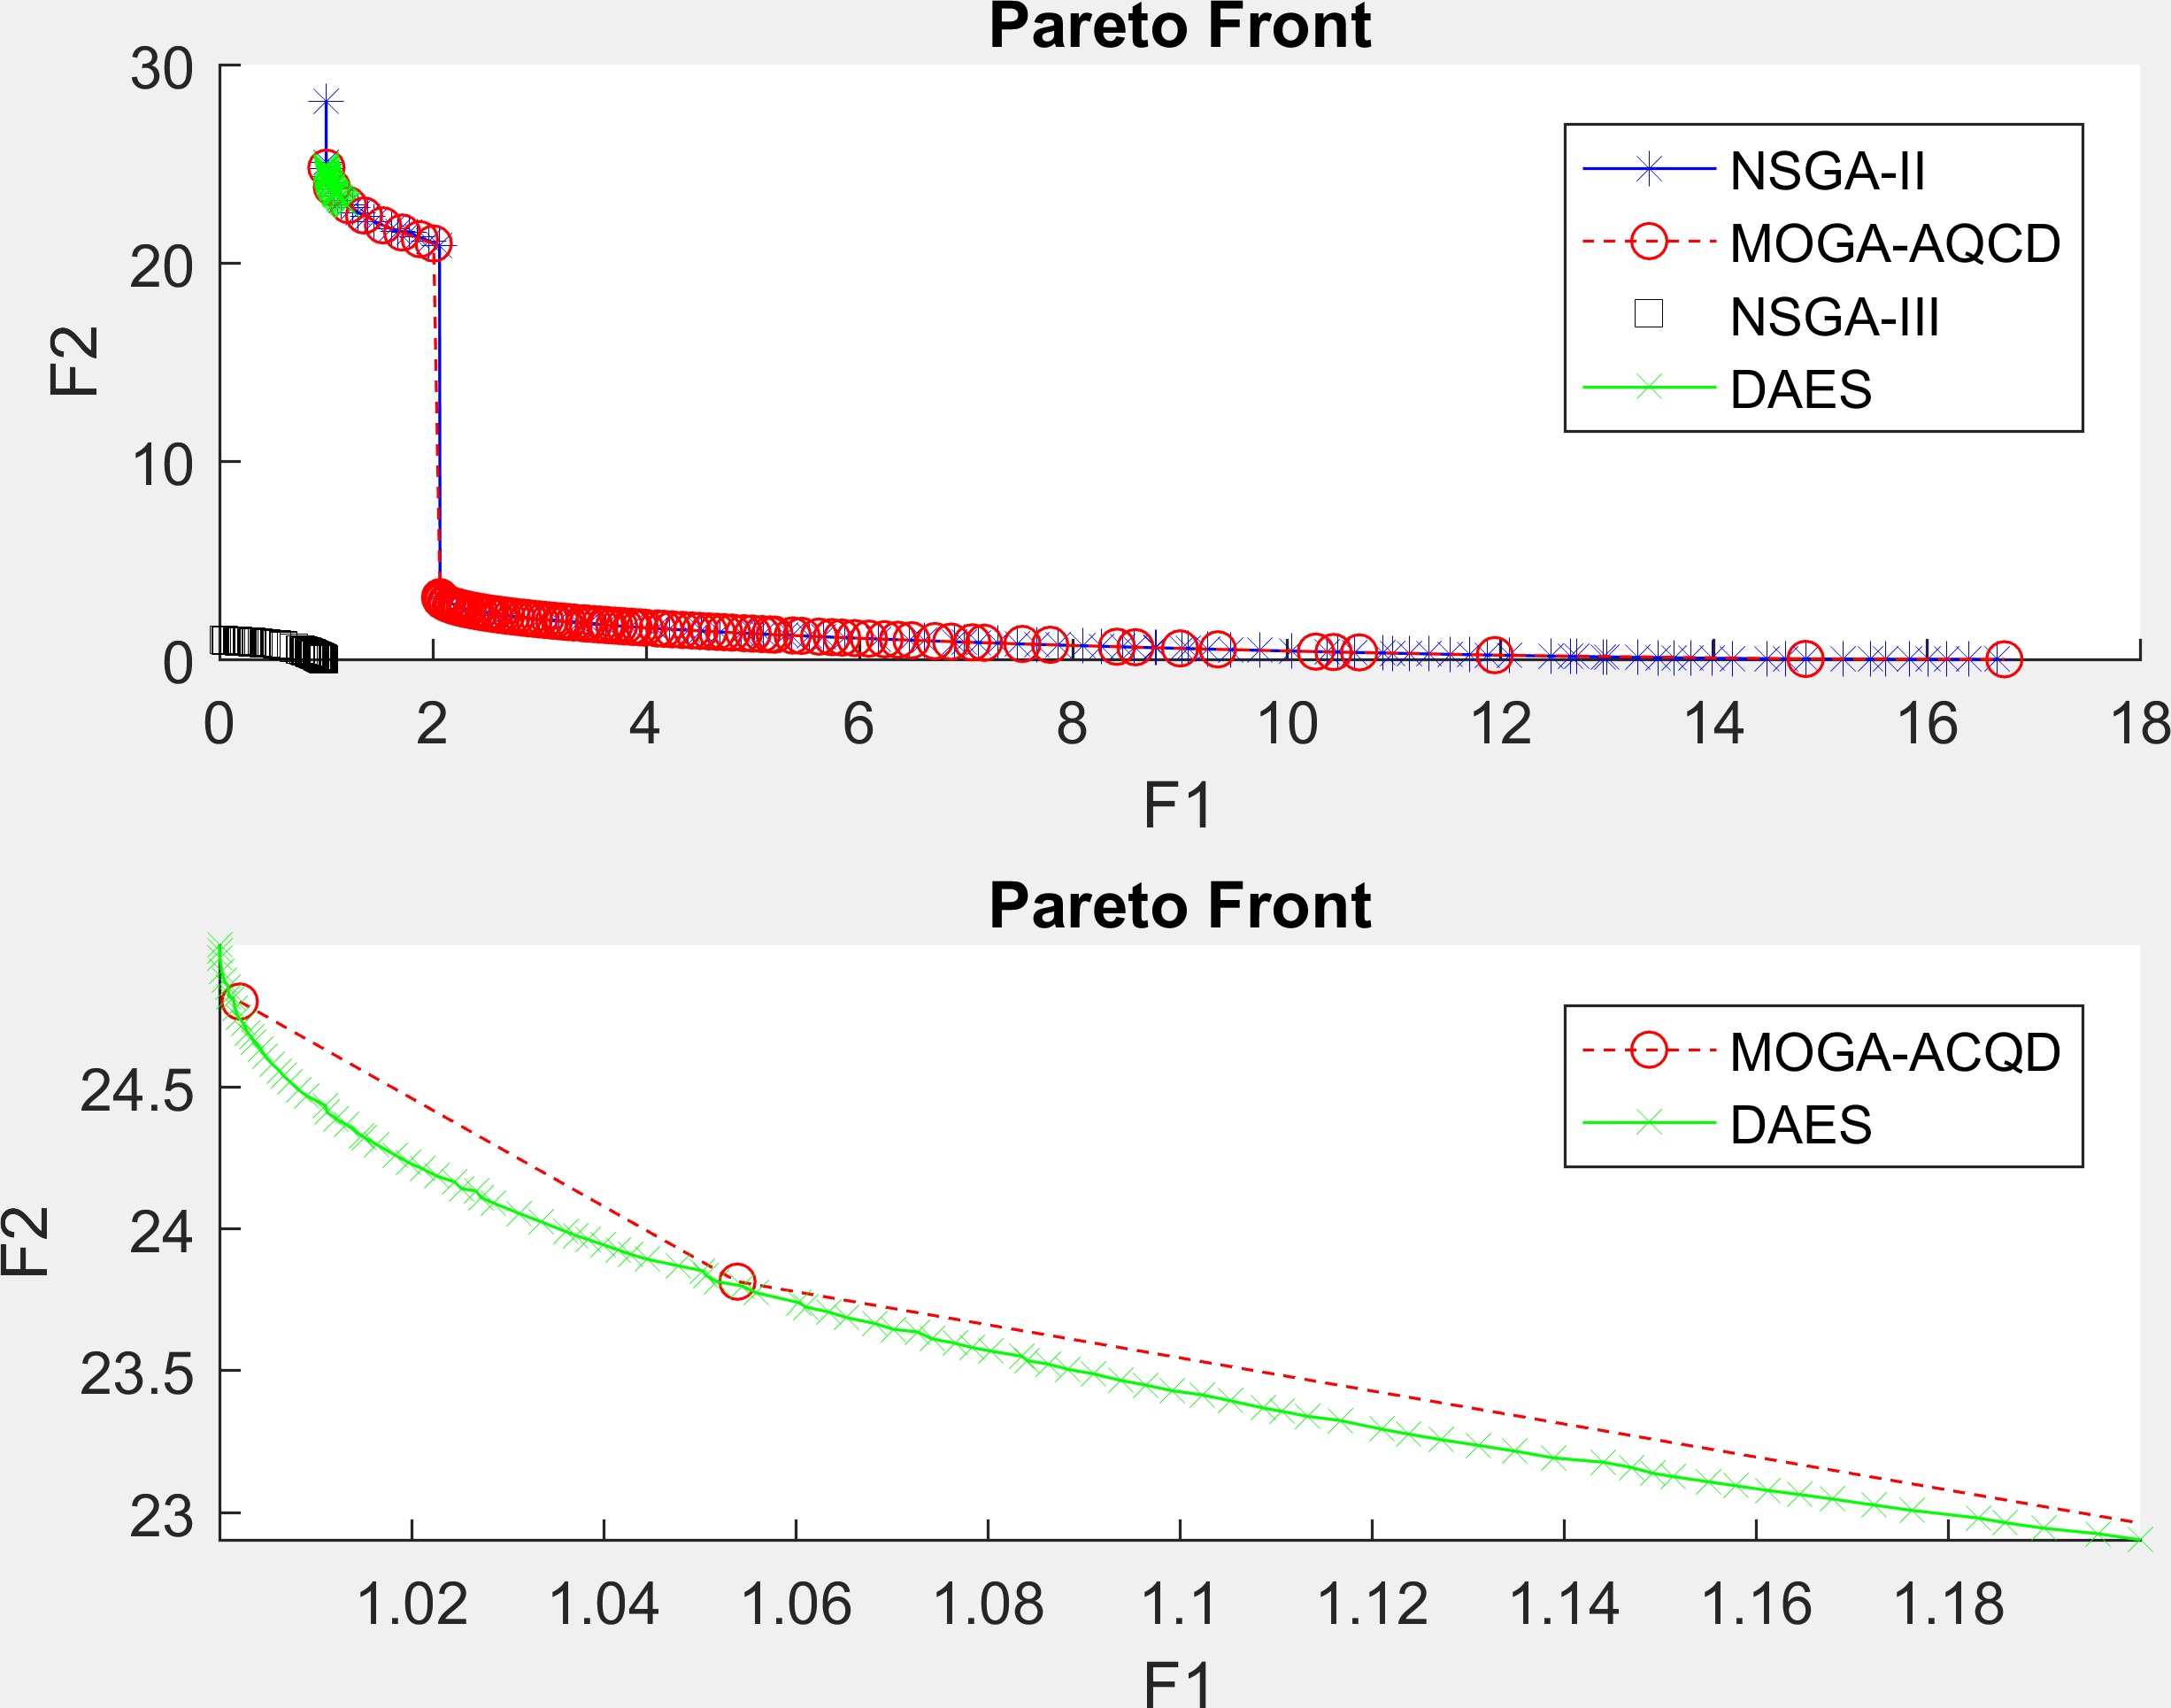 Pareto Front
30
20
10
0
F2
0 2 4 6 8 10 12 14 16 18
F1
NSGA-II
MOGA-AQCD
NSGA-III
DAES
Pareto Front
24.5
24
23.5
23
F2
1.02 1.04 1.06 1.08 1.1 1.12 1.14 1.16 1.18
F1
MOGA-ACQD
DAES